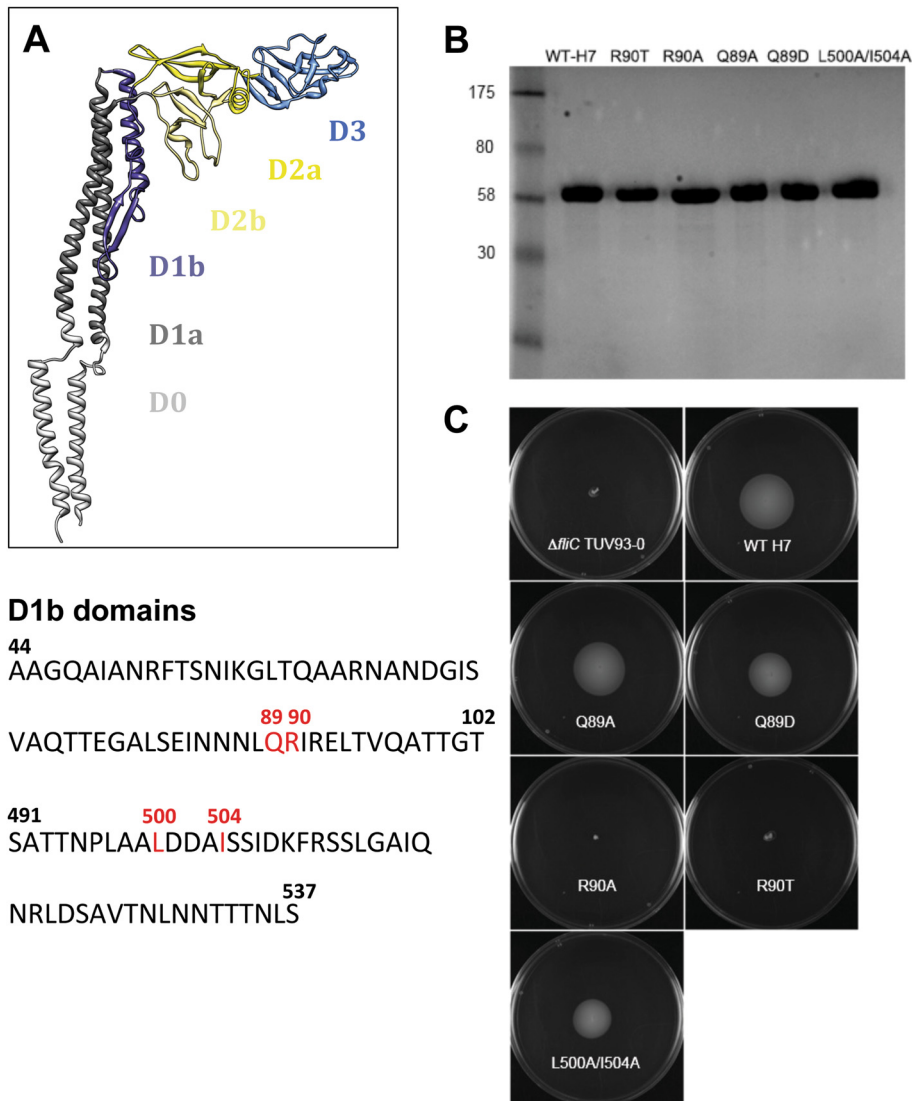 A
D3
D2a
D2b
D1b
D1a
D0
D1b domains
44
AAGQAIANRFTSNIKGLTQAARNANDGIS
89 90 102
VAQTTEGALSEINNNLQRIRELTVQATTGT
491 500 504
SATTNPLAALDDAISSIDKFRSSLGAIQ
537
NRLDSAVTNLNNTTTNLS
B
WT-H7 R90T R90A Q89A Q89D L500A/I504A
175
80
58
30
C
ΔfliC TUV93-0
WT H7
Q89A
Q89D
R90A
R90T
L500A/I504A